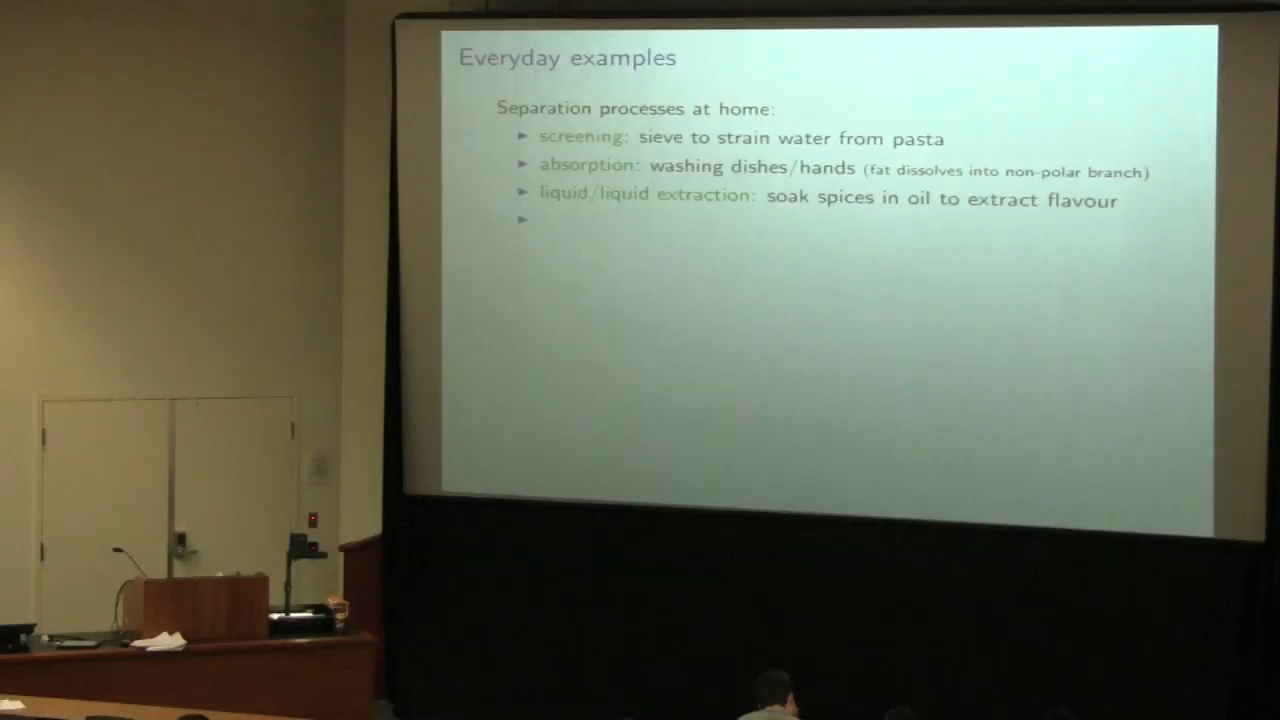 Everyday examples
Separation processes at home:
► screening: sieve to strain water from pasta
► absorption: washing dishes/hands (fat dissolves into non-polar branch)
► liquid/liquid extraction: soak spices in oil to extract flavour
►